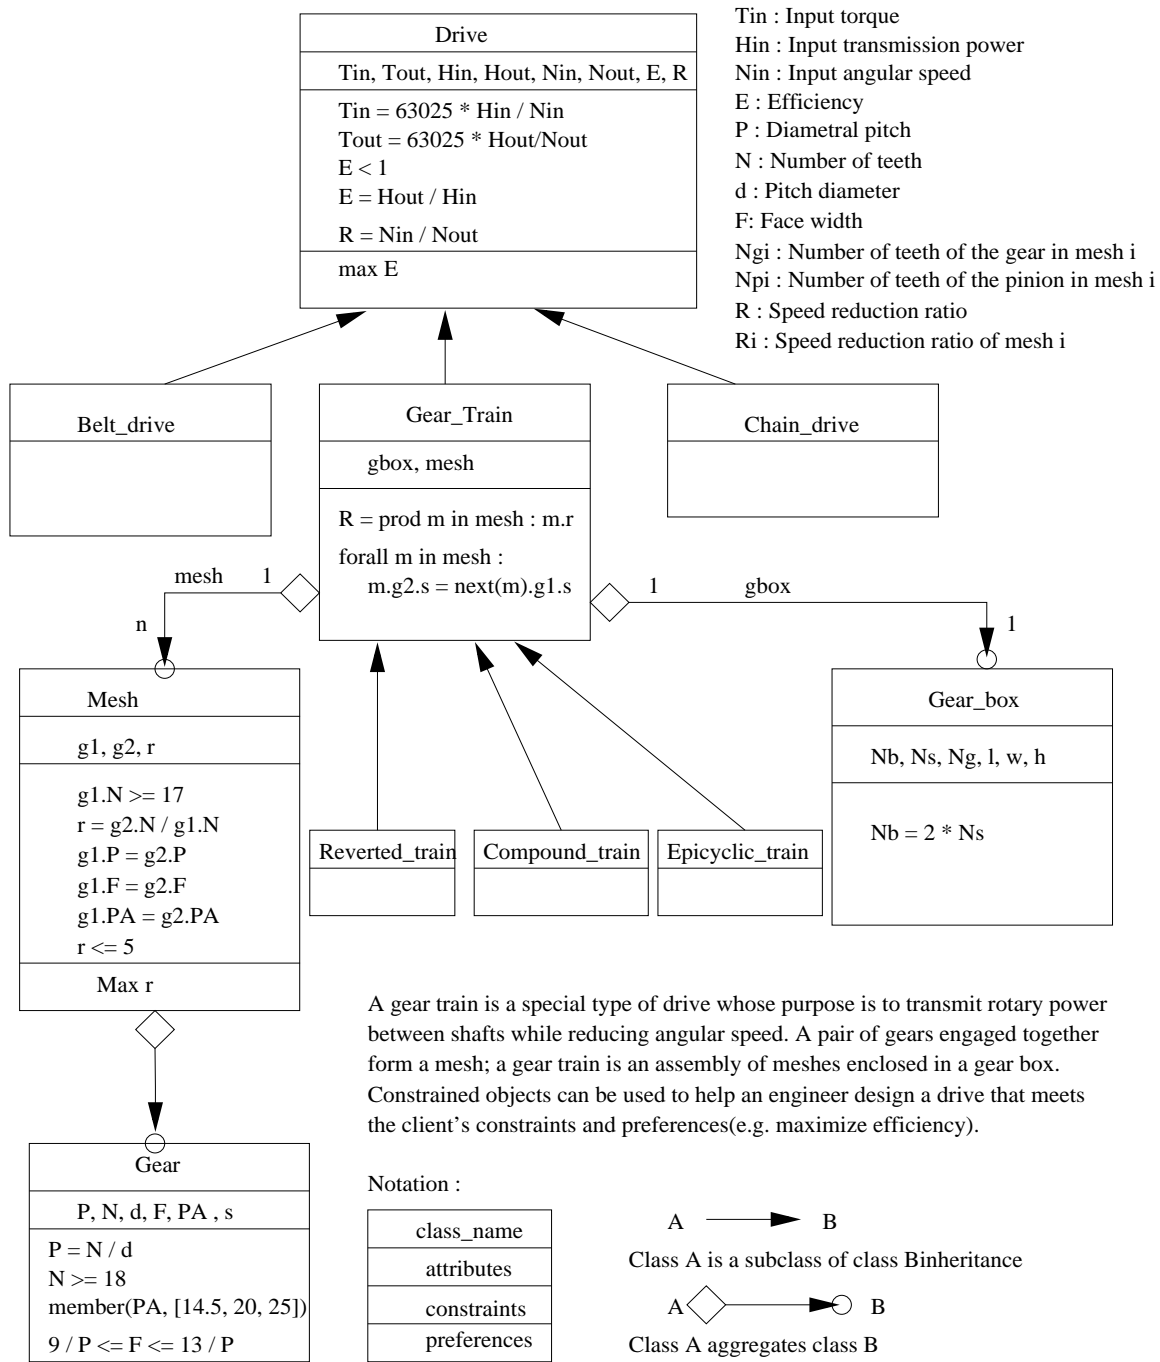 Drive
Tin, Tout, Hin, Hout, Nin, Nout, E, R
Tin = 63025 * Hin / Nin
Tout = 63025 * Hout/Nout
E < 1
E = Hout / Hin
R = Nin / Nout
max E
Tin : Input torque
Hin : Input transmission power
Nin : Input angular speed
E : Efficiency
P : Diametral pitch
N : Number of teeth
d : Pitch diameter
F: Face width
Ngi : Number of teeth of the gear in mesh i
Npi : Number of teeth of the pinion in mesh i
R : Speed reduction ratio
Ri : Speed reduction ratio of mesh i
Belt_drive
Gear_Train
gbox, mesh
R = prod m in mesh : m.r
forall m in mesh :
m.g2.s = next(m).g1.s
Chain_drive
mesh 1
n
1 gbox
1
Mesh
g1, g2, r
g1.N >= 17
r = g2.N / g1.N
g1.P = g2.P
g1.F = g2.F
g1.PA = g2.PA
r <= 5
Max r
Reverted_train
Compound_train
Epicyclic_train
Gear_box
Nb, Ns, Ng, l, w, h
Nb = 2 * Ns
A gear train is a special type of drive whose purpose is to transmit rotary power
between shafts while reducing angular speed. A pair of gears engaged together
form a mesh; a gear train is an assembly of meshes enclosed in a gear box.
Constrained objects can be used to help an engineer design a drive that meets
the client's constraints and preferences(e.g. maximize efficiency).
Gear
P, N, d, F, PA , s
P = N / d
N >= 18
member(PA, [14.5, 20, 25])
9 / P <= F <= 13 / P
Notation :
class_name
attributes
constraints
preferences
A B
Class A is a subclass of class Binheritance
A B
Class A aggregates class B